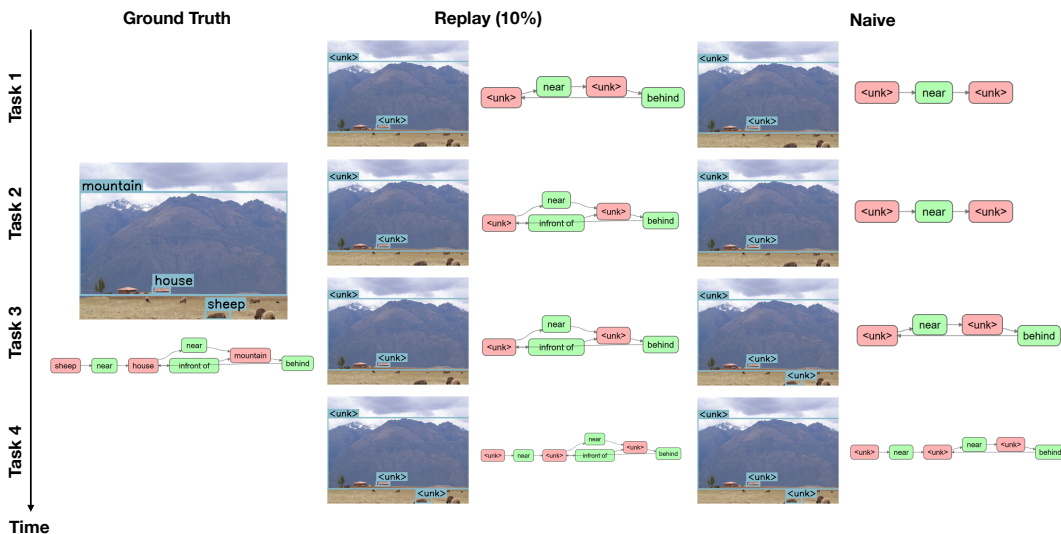 Ground Truth
Replay (10%)
Naive
Task 1
<unk>
<unk>
<unk>
near
<unk>
behind
<unk>
<unk>
<unk>
near
<unk>
Task 2
mountain
house
sheep
<unk>
<unk>
<unk>
near
infront of
<unk>
behind
<unk>
<unk>
<unk>
near
<unk>
Task 3
sheep
near
house
near
infront of
mountain
behind
<unk>
<unk>
<unk>
<unk>
near
infront of
<unk>
behind
<unk>
<unk>
<unk>
<unk>
near
<unk>
behind
Task 4
<unk>
<unk>
<unk>
<unk>
near
<unk>
near
infront of
<unk>
behind
<unk>
<unk>
<unk>
<unk>
near
<unk>
near
<unk>
behind
Time